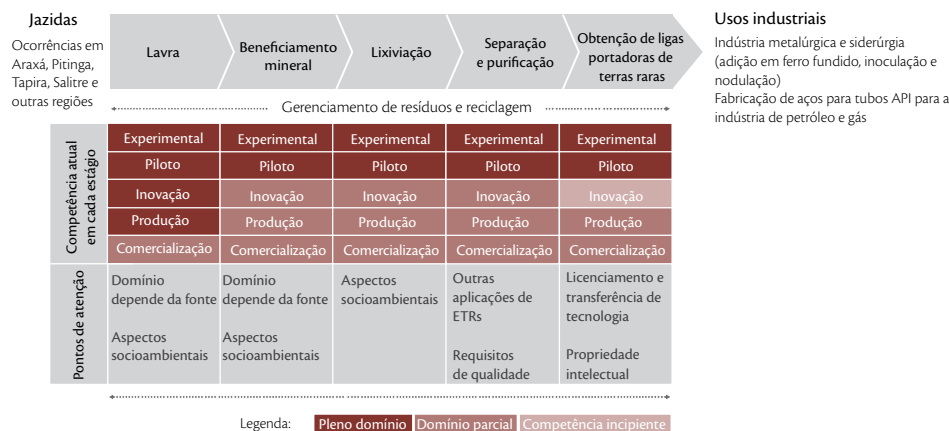 Jazidas
Ocorrências em
Araxá, Pitinga,
Tapira, Salitre e
outras regiões
Lavra
Beneficiamento
mineral
Lixiviação
Separação
e purificação
Obtenção de ligas
portadoras de
terras raras
Usos industriais
Indústria metalúrgica e siderúrgia
(adição em ferro fundido, inoculação e
nodulação)
Fabricação de aços para tubos API para a
indústria de petróleo e gás
Gerenciamento de resíduos e reciclagem
Competência atual
em cada estágio
Experimental Experimental Experimental Experimental Experimental
Piloto Piloto Piloto Piloto Piloto
Inovação Inovação Inovação Inovação Inovação
Produção Produção Produção Produção Produção
Comercialização Comercialização Comercialização Comercialização Comercialização
Pontos de atenção
Domínio
depende da fonte
Aspectos
socioambientais
Domínio
depende da fonte
Aspectos
socioambientais
Aspectos
socioambientais
Outras
aplicações de
ETRs
Requisitos
de qualidade
Licenciamento e
transferência de
tecnologia
Propriedade
intelectual
Legenda: Pleno domínio Domínio parcial Competência incipiente